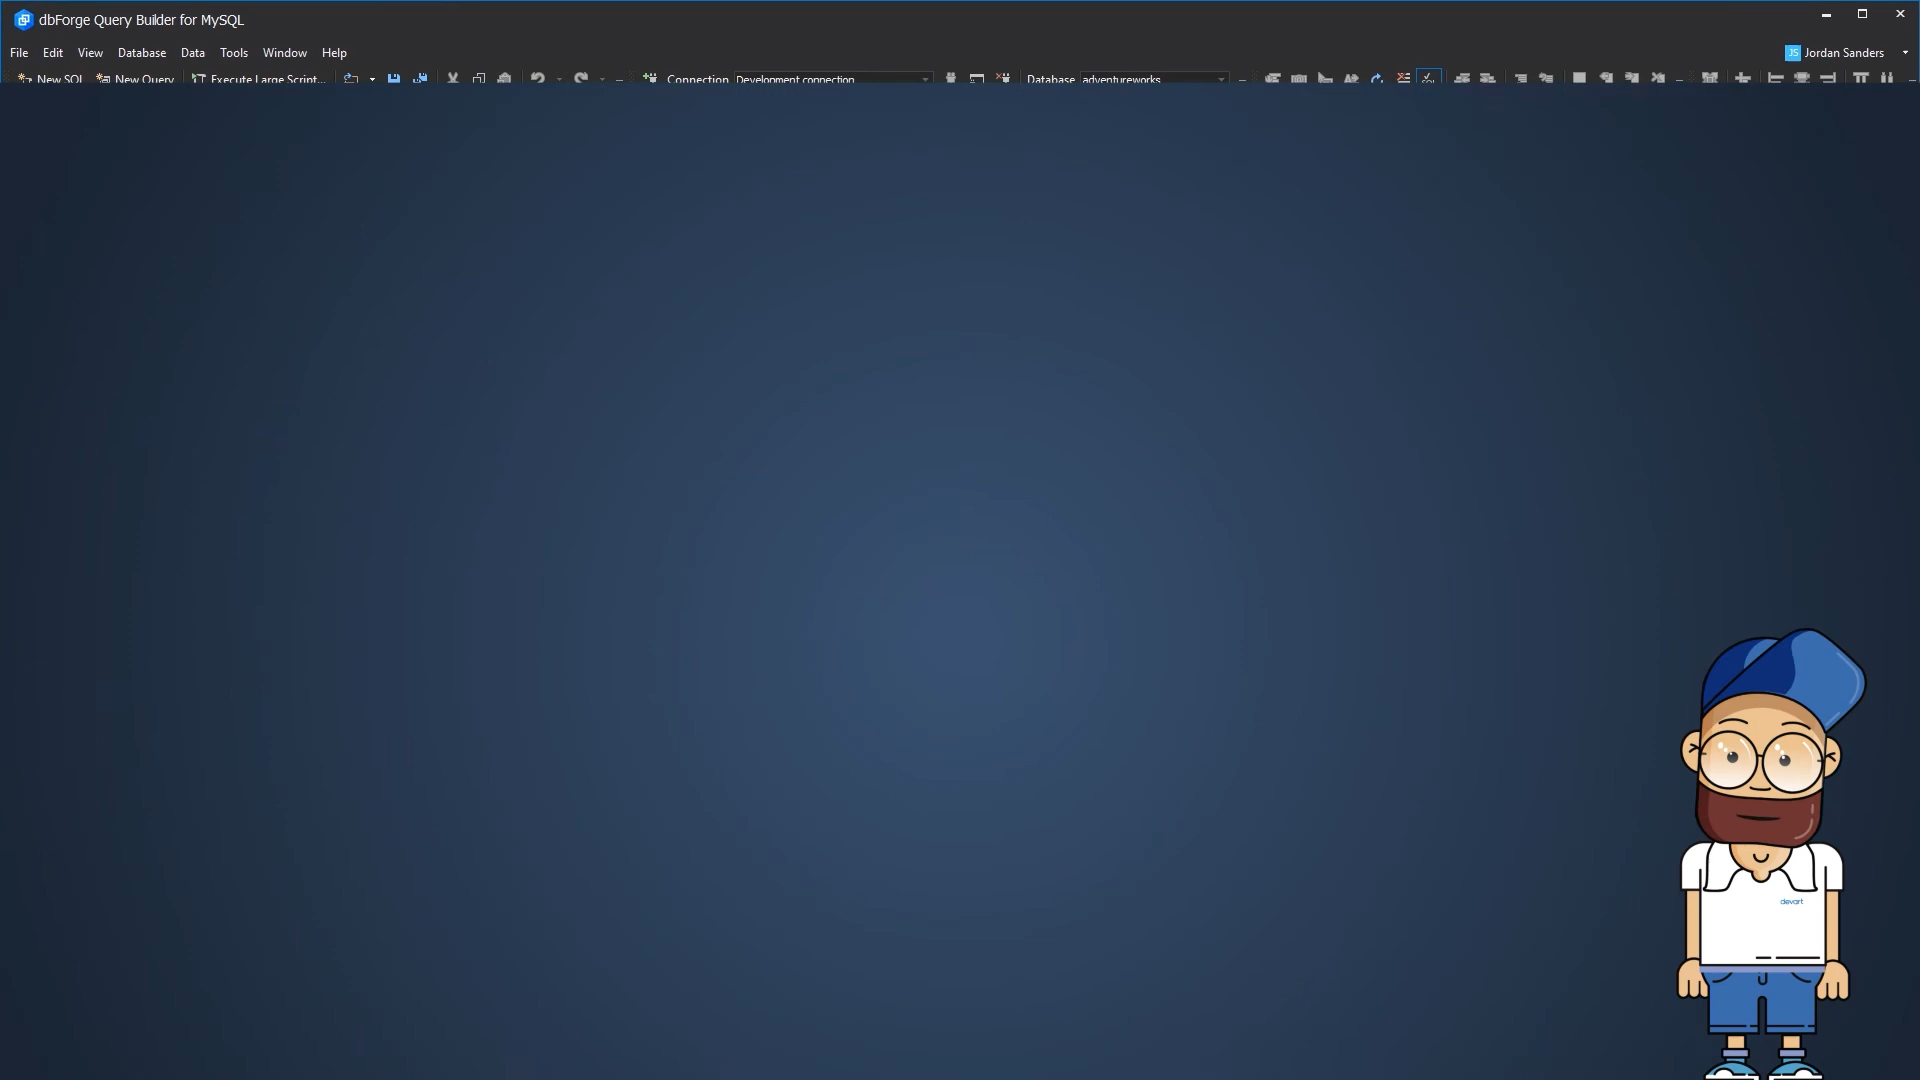 dbForge Query Builder for MySQL
File Edit View Database Data Tools Window Help JS Jordan Sanders
New SQL New Query Execute Large Script... Connection Development connection Database adventureworks
devart